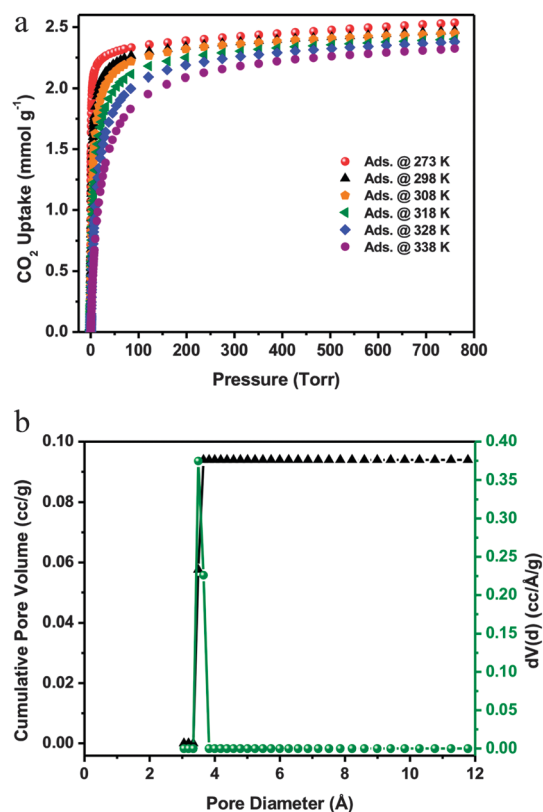 a
2.5
2.0
1.5
1.0
0.5
0.0
CO₂ Uptake (mmol g⁻¹)
Ads. @ 273 K
Ads. @ 298 K
Ads. @ 308 K
Ads. @ 318 K
Ads. @ 328 K
Ads. @ 338 K
0 100 200 300 400 500 600 700 800
Pressure (Torr)
b
0.10
0.08
0.06
0.04
0.02
0.00
Cumulative Pore Volume (cc/g)
0.40
0.35
0.30
0.25
0.20
0.15
0.10
0.05
0.00
dV(d) (cc/Å/g)
0 2 4 6 8 10 12
Pore Diameter (Å)